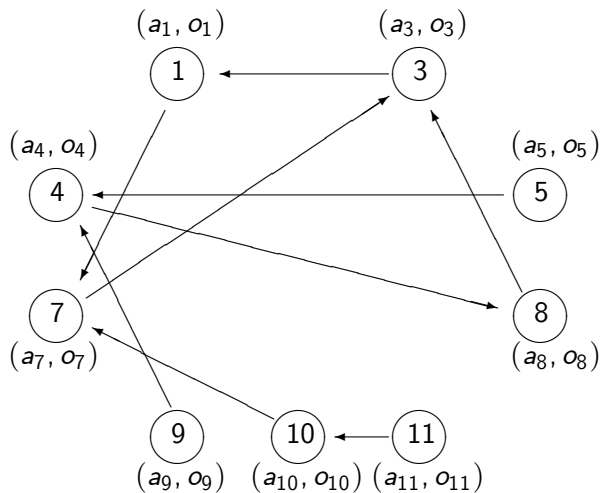 (a₁, o₁) (a₃, o₃)
1 3
(a₄, o₄) (a₅, o₅)
4 5
7 8
(a₇, o₇) (a₈, o₈)
9 10 11
(a₉, o₉) (a₁₀, o₁₀) (a₁₁, o₁₁)